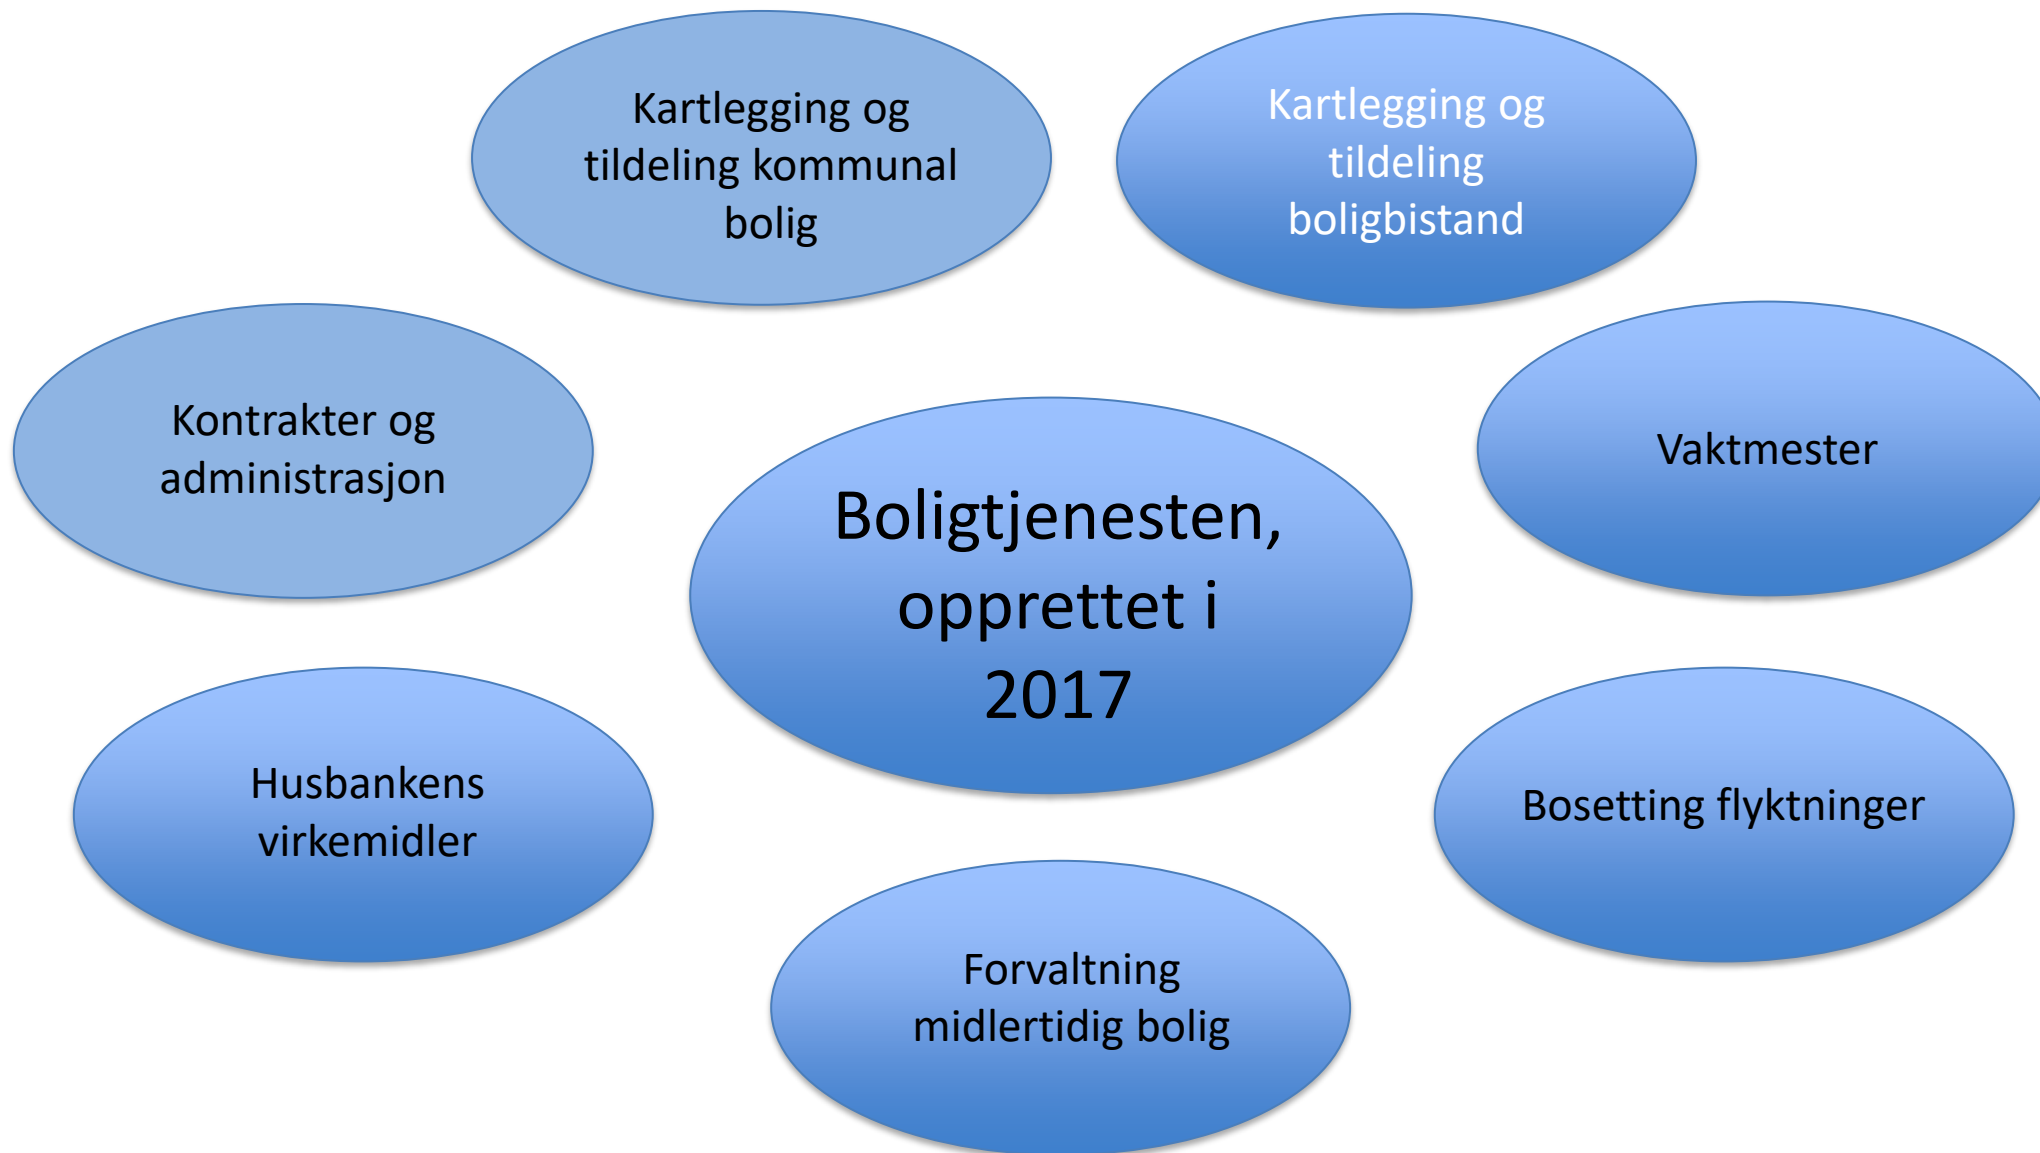 Kartlegging og
tildeling kommunal
bolig
Kartlegging og
tildeling
boligbistand
Kontrakter og
administrasjon
Vaktmester
Boligtjenesten,
opprettet i
2017
Husbankens
virkemidler
Bosetting flyktninger
Forvaltning
midlertidig bolig